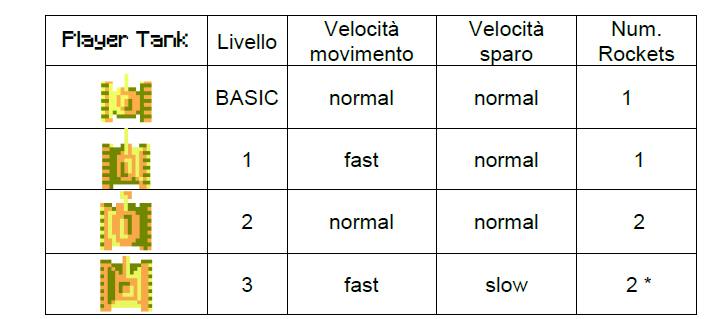 Player Tank Livello Velocità movimento Velocità sparo Num. Rockets
BASIC normal normal 1
1 fast normal 1
2 normal normal 2
3 fast slow 2 *